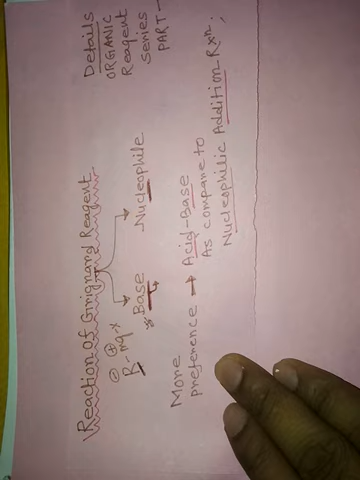 Details
ORGANIC
Reagent
Series
PART-
Reaction of Grignard Reagent
⊖ ⊕
R-mg-x
Base
-Nucleophile
More
preference → Acid-Base
As compare to
Nucleophilic Addition Rxn.